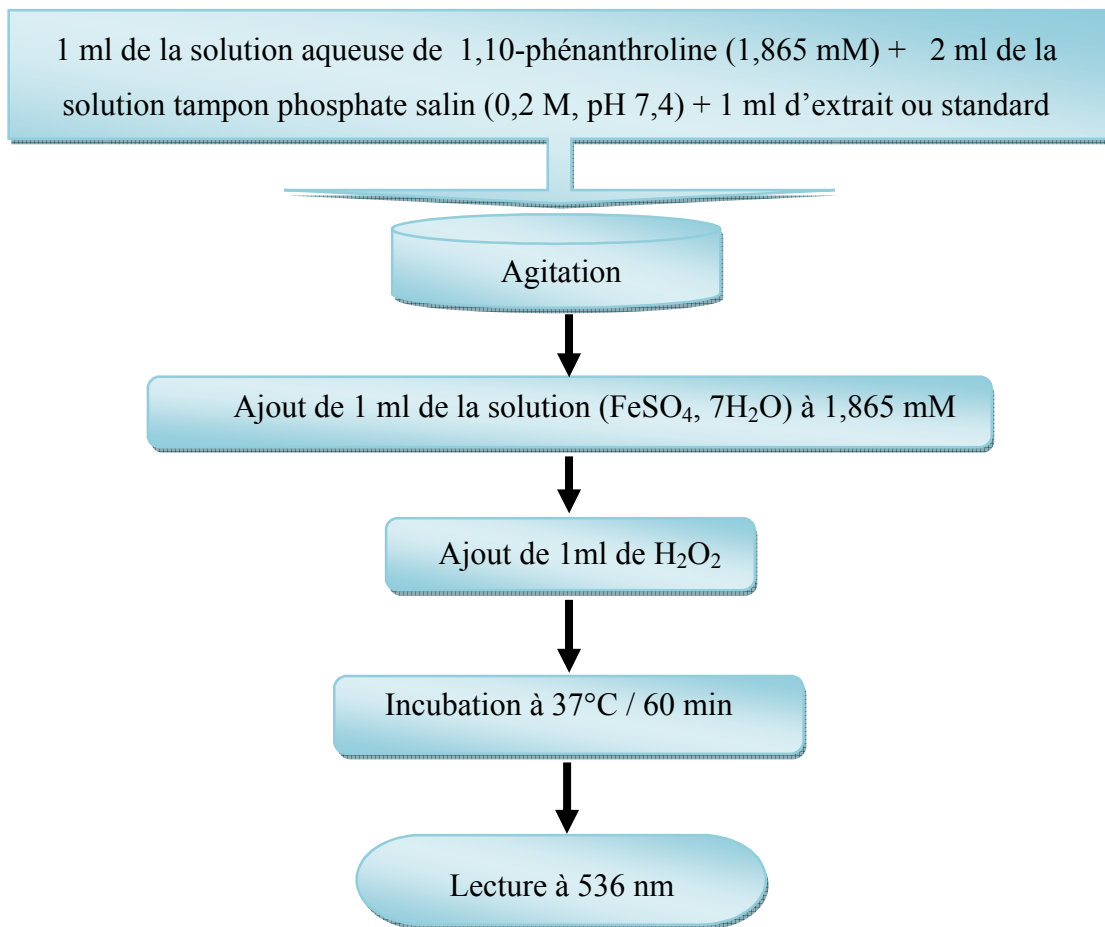 1 ml de la solution aqueuse de 1,10-phénanthroline (1,865 mM) + 2 ml de la
solution tampon phosphate salin (0,2 M, pH 7,4) + 1 ml d’extrait ou standard
Agitation
Ajout de 1 ml de la solution (FeSO₄, 7H₂O) à 1,865 mM
Ajout de 1ml de H₂O₂
Incubation à 37°C / 60 min
Lecture à 536 nm